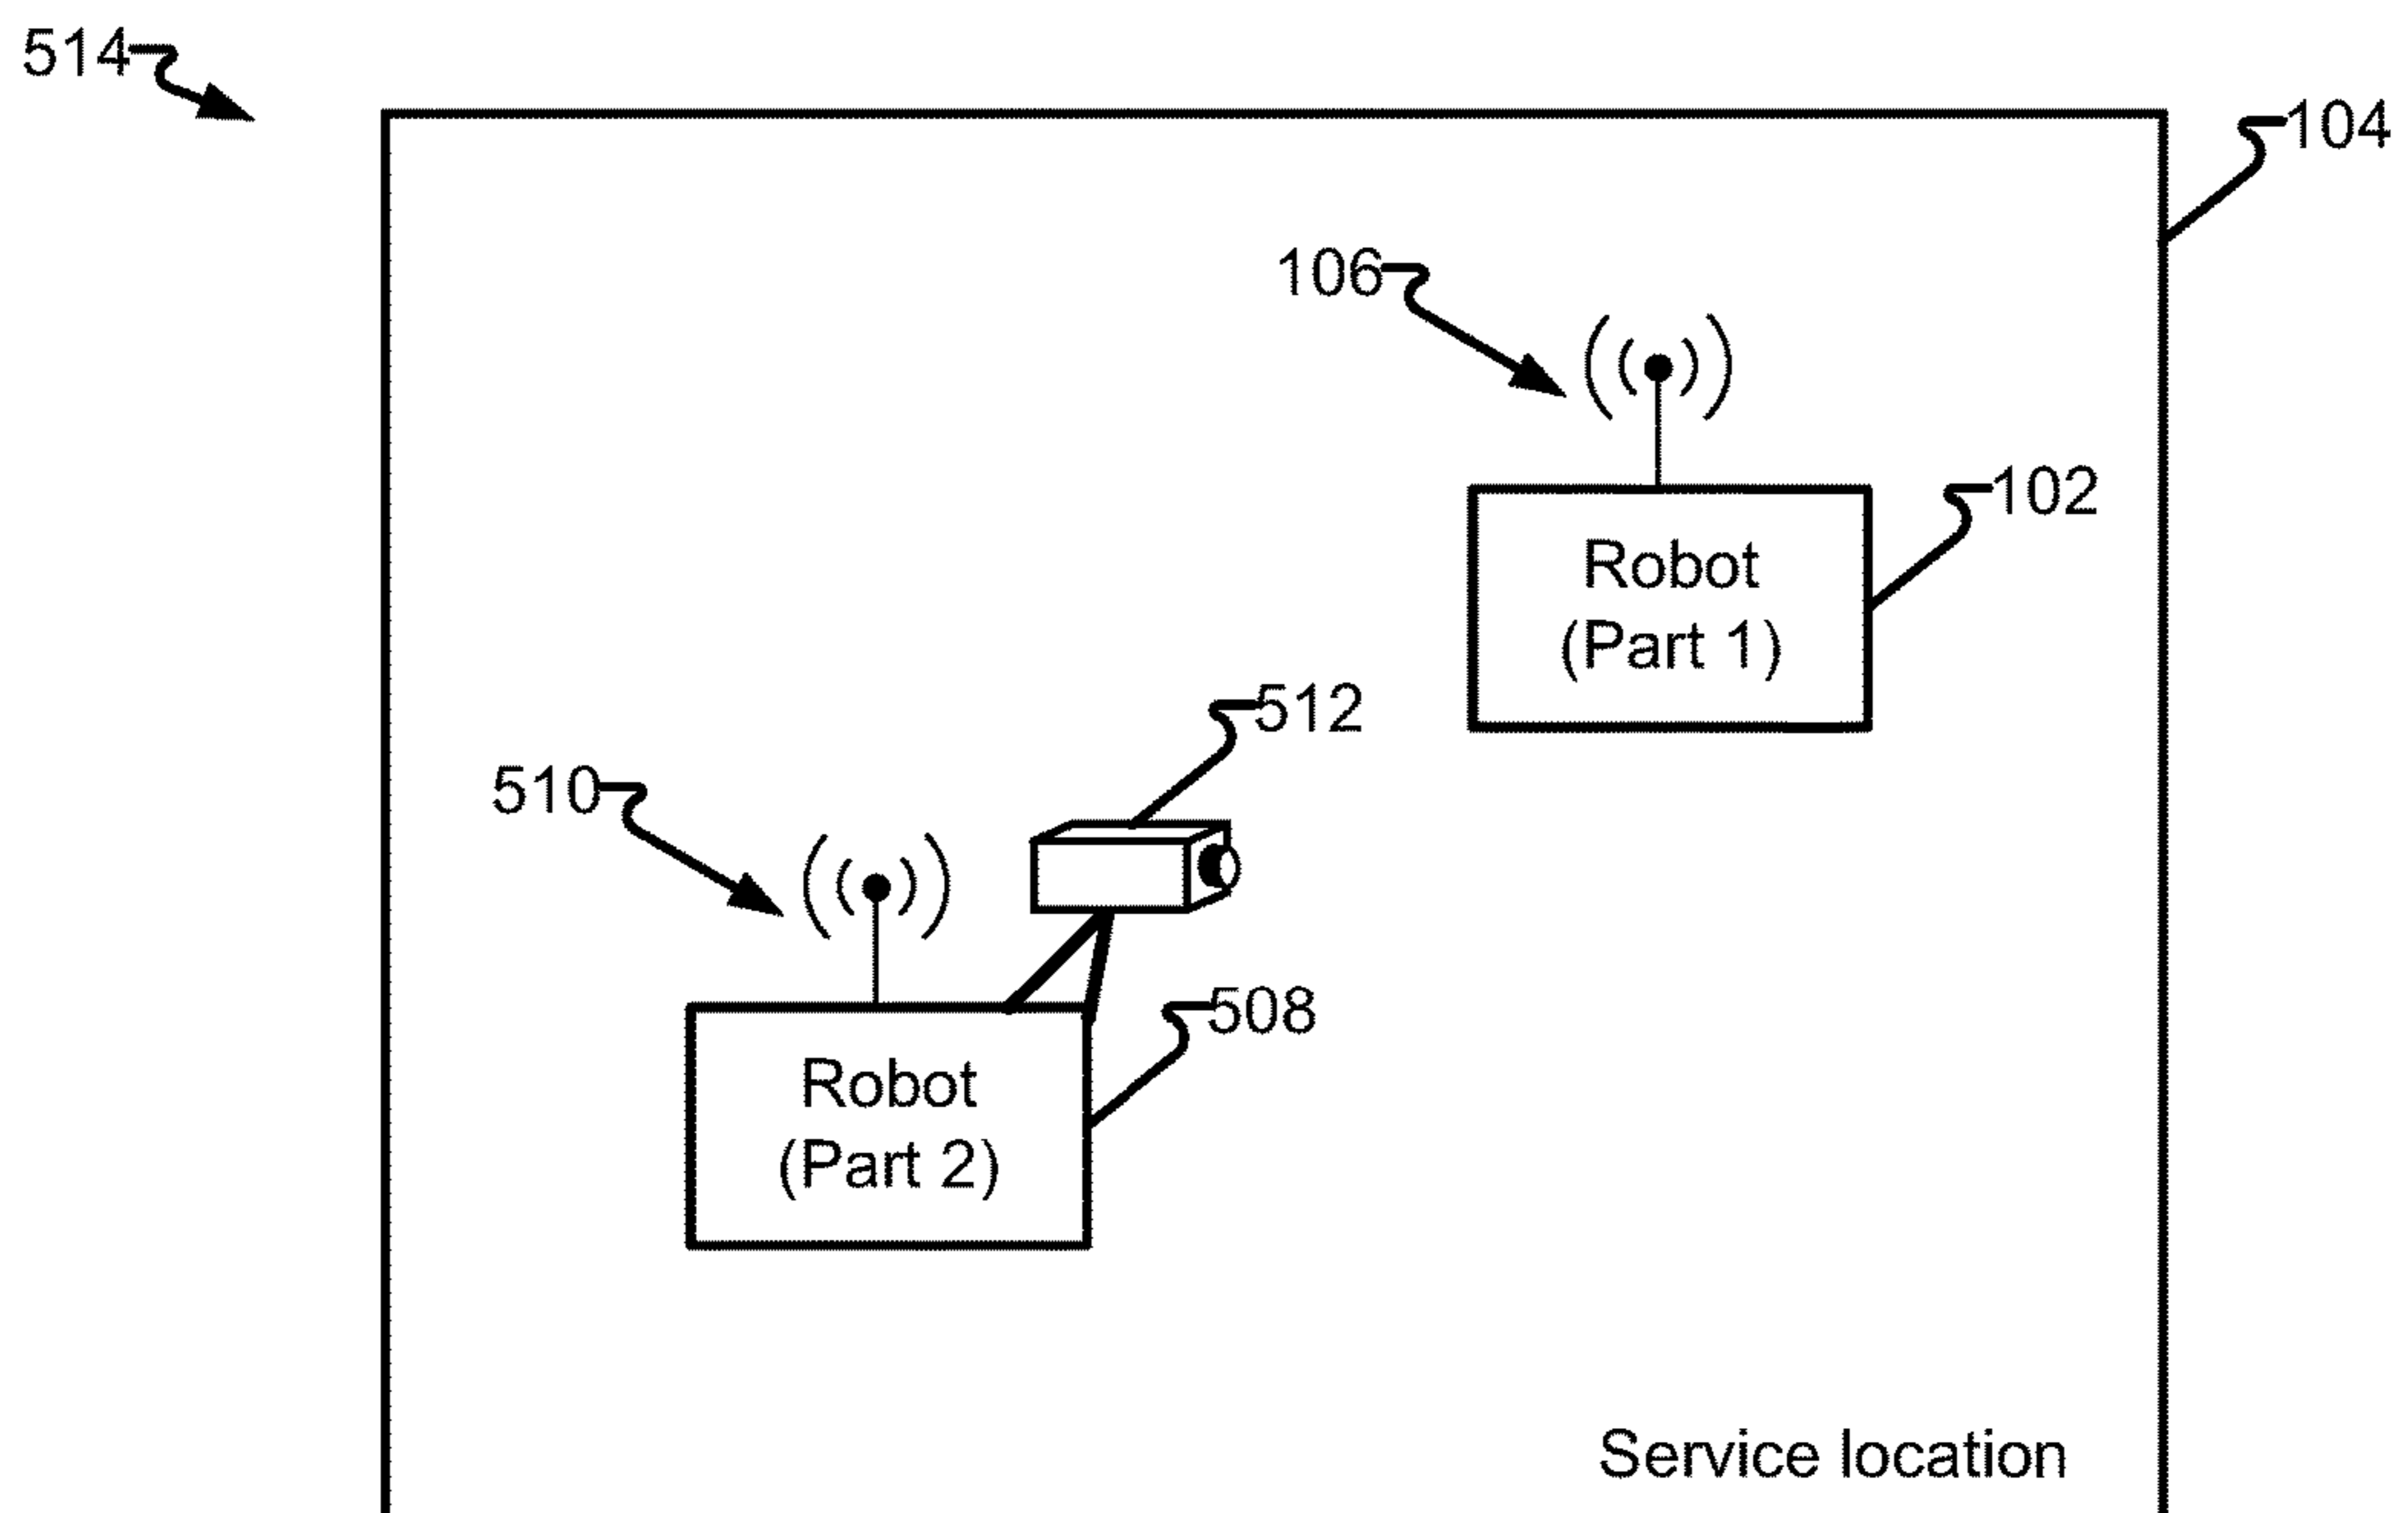 514
104
106
102
Robot
(Part 1)
512
510
508
Robot
(Part 2)
Service location